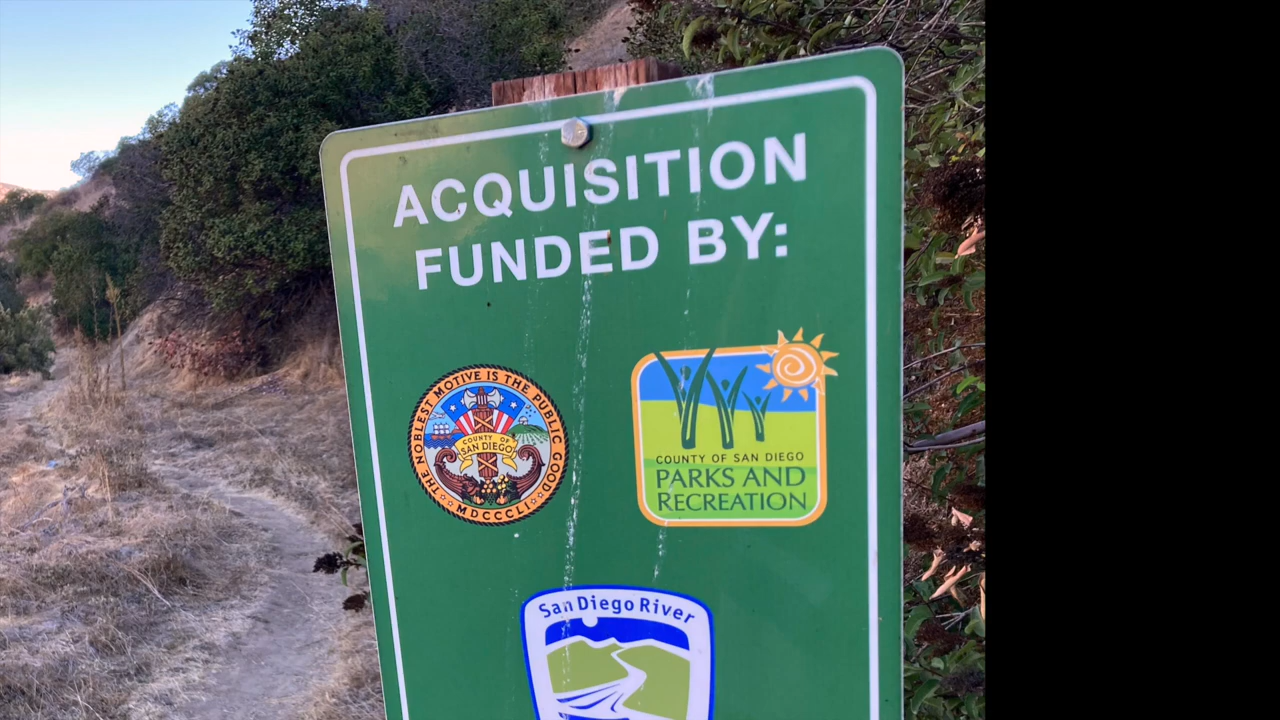 ACQUISITION
FUNDED BY:
THE NOBLEST MOTIVE IS THE PUBLIC GOOD
COUNTY OF
SAN DIEGO
MDCCCLII
COUNTY OF SAN DIEGO
PARKS AND
RECREATION
San Diego River